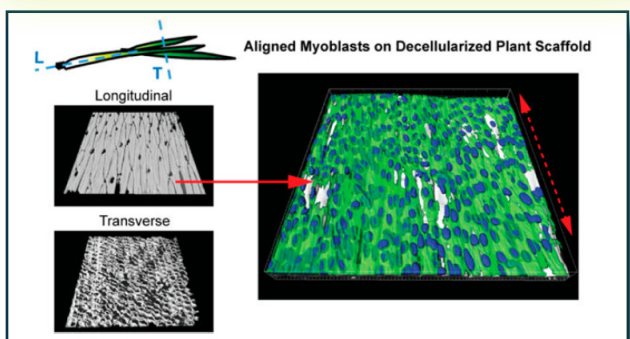 Aligned Myoblasts on Decellularized Plant Scaffold
L
T
Longitudinal
Transverse